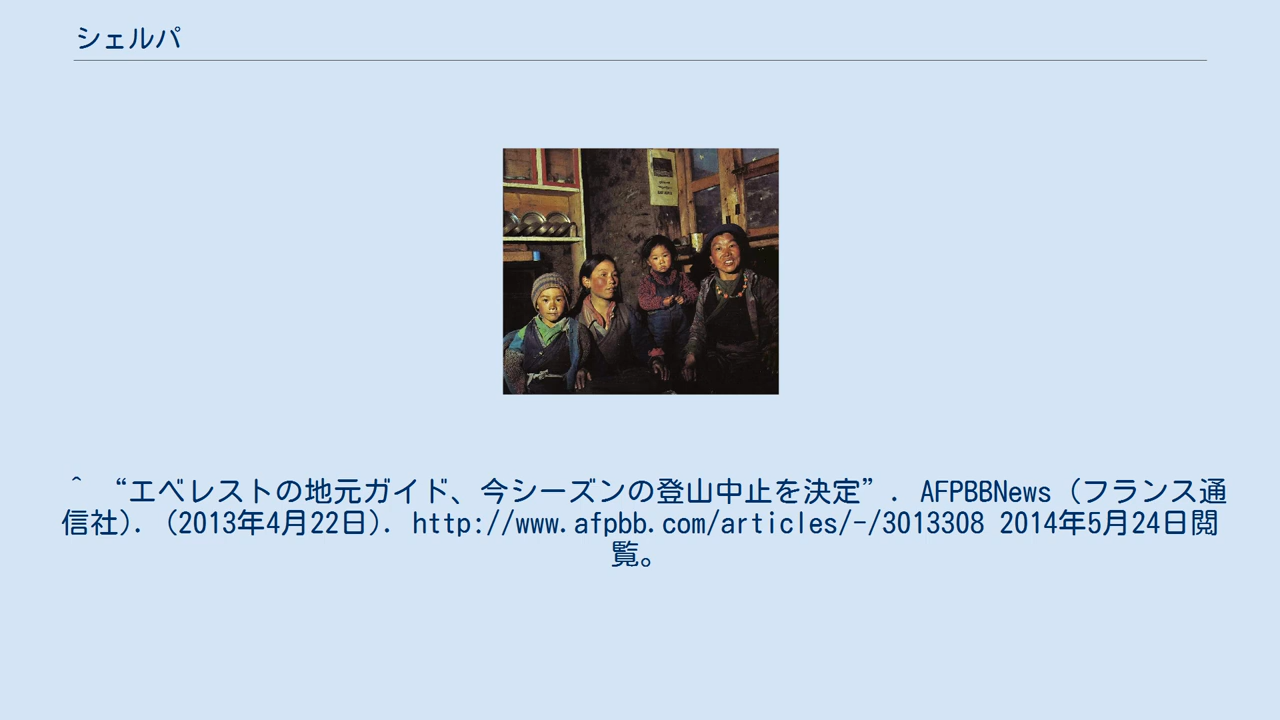 シェルパ
^ “エベレストの地元ガイド、今シーズンの登山中止を決定”. AFPBBNews (フランス通
信社). (2013年4月22日). http://www.afpbb.com/articles/-/3013308 2014年5月24日閲
覧。